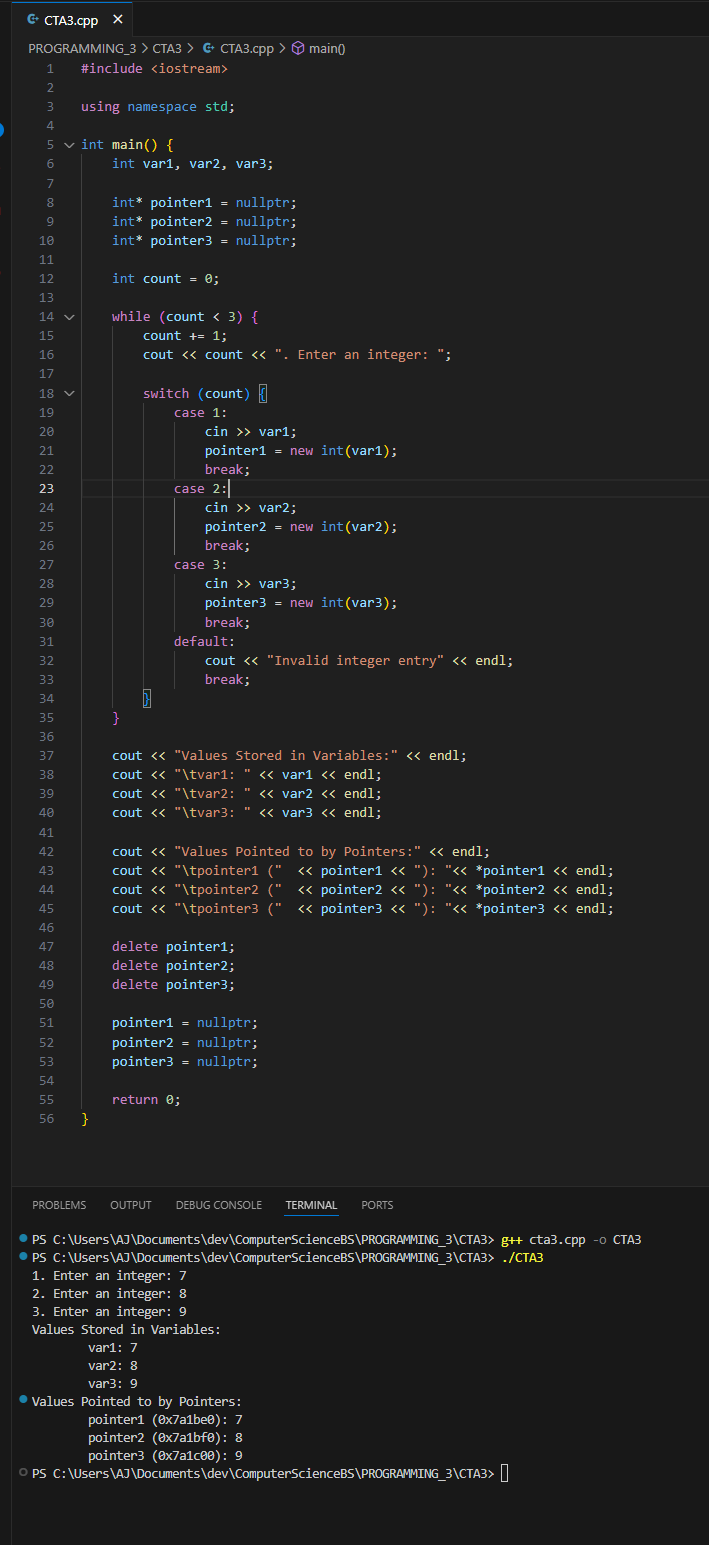 CTA3.cpp
PROGRAMMING_3 > CTA3 > CTA3.cpp > main()
1 #include <iostream>
2
3 using namespace std;
4
5 int main() {
6 int var1, var2, var3;
7
8 int* pointer1 = nullptr;
9 int* pointer2 = nullptr;
10 int* pointer3 = nullptr;
11
12 int count = 0;
13
14 while (count < 3) {
15 count += 1;
16 cout << count << ". Enter an integer: ";
17
18 switch (count) {
19 case 1:
20 cin >> var1;
21 pointer1 = new int(var1);
22 break;
23 case 2:
24 cin >> var2;
25 pointer2 = new int(var2);
26 break;
27 case 3:
28 cin >> var3;
29 pointer3 = new int(var3);
30 break;
31 default:
32 cout << "Invalid integer entry" << endl;
33 break;
34 }
35 }
36
37 cout << "Values Stored in Variables:" << endl;
38 cout << "\tvar1: " << var1 << endl;
39 cout << "\tvar2: " << var2 << endl;
40 cout << "\tvar3: " << var3 << endl;
41
42 cout << "Values Pointed to by Pointers:" << endl;
43 cout << "\tpointer1 ("  << pointer1 << "): "<< *pointer1 << endl;
44 cout << "\tpointer2 ("  << pointer2 << "): "<< *pointer2 << endl;
45 cout << "\tpointer3 ("  << pointer3 << "): "<< *pointer3 << endl;
46
47 delete pointer1;
48 delete pointer2;
49 delete pointer3;
50
51 pointer1 = nullptr;
52 pointer2 = nullptr;
53 pointer3 = nullptr;
54
55 return 0;
56 }
PROBLEMS OUTPUT DEBUG CONSOLE TERMINAL PORTS
PS C:\Users\AJ\Documents\dev\ComputerScienceBS\PROGRAMMING_3\CTA3> g++ cta3.cpp -o CTA3
PS C:\Users\AJ\Documents\dev\ComputerScienceBS\PROGRAMMING_3\CTA3> ./CTA3
1. Enter an integer: 7
2. Enter an integer: 8
3. Enter an integer: 9
Values Stored in Variables:
var1: 7
var2: 8
var3: 9
Values Pointed to by Pointers:
pointer1 (0x7a1be0): 7
pointer2 (0x7a1bf0): 8
pointer3 (0x7a1c00): 9
PS C:\Users\AJ\Documents\dev\ComputerScienceBS\PROGRAMMING_3\CTA3>